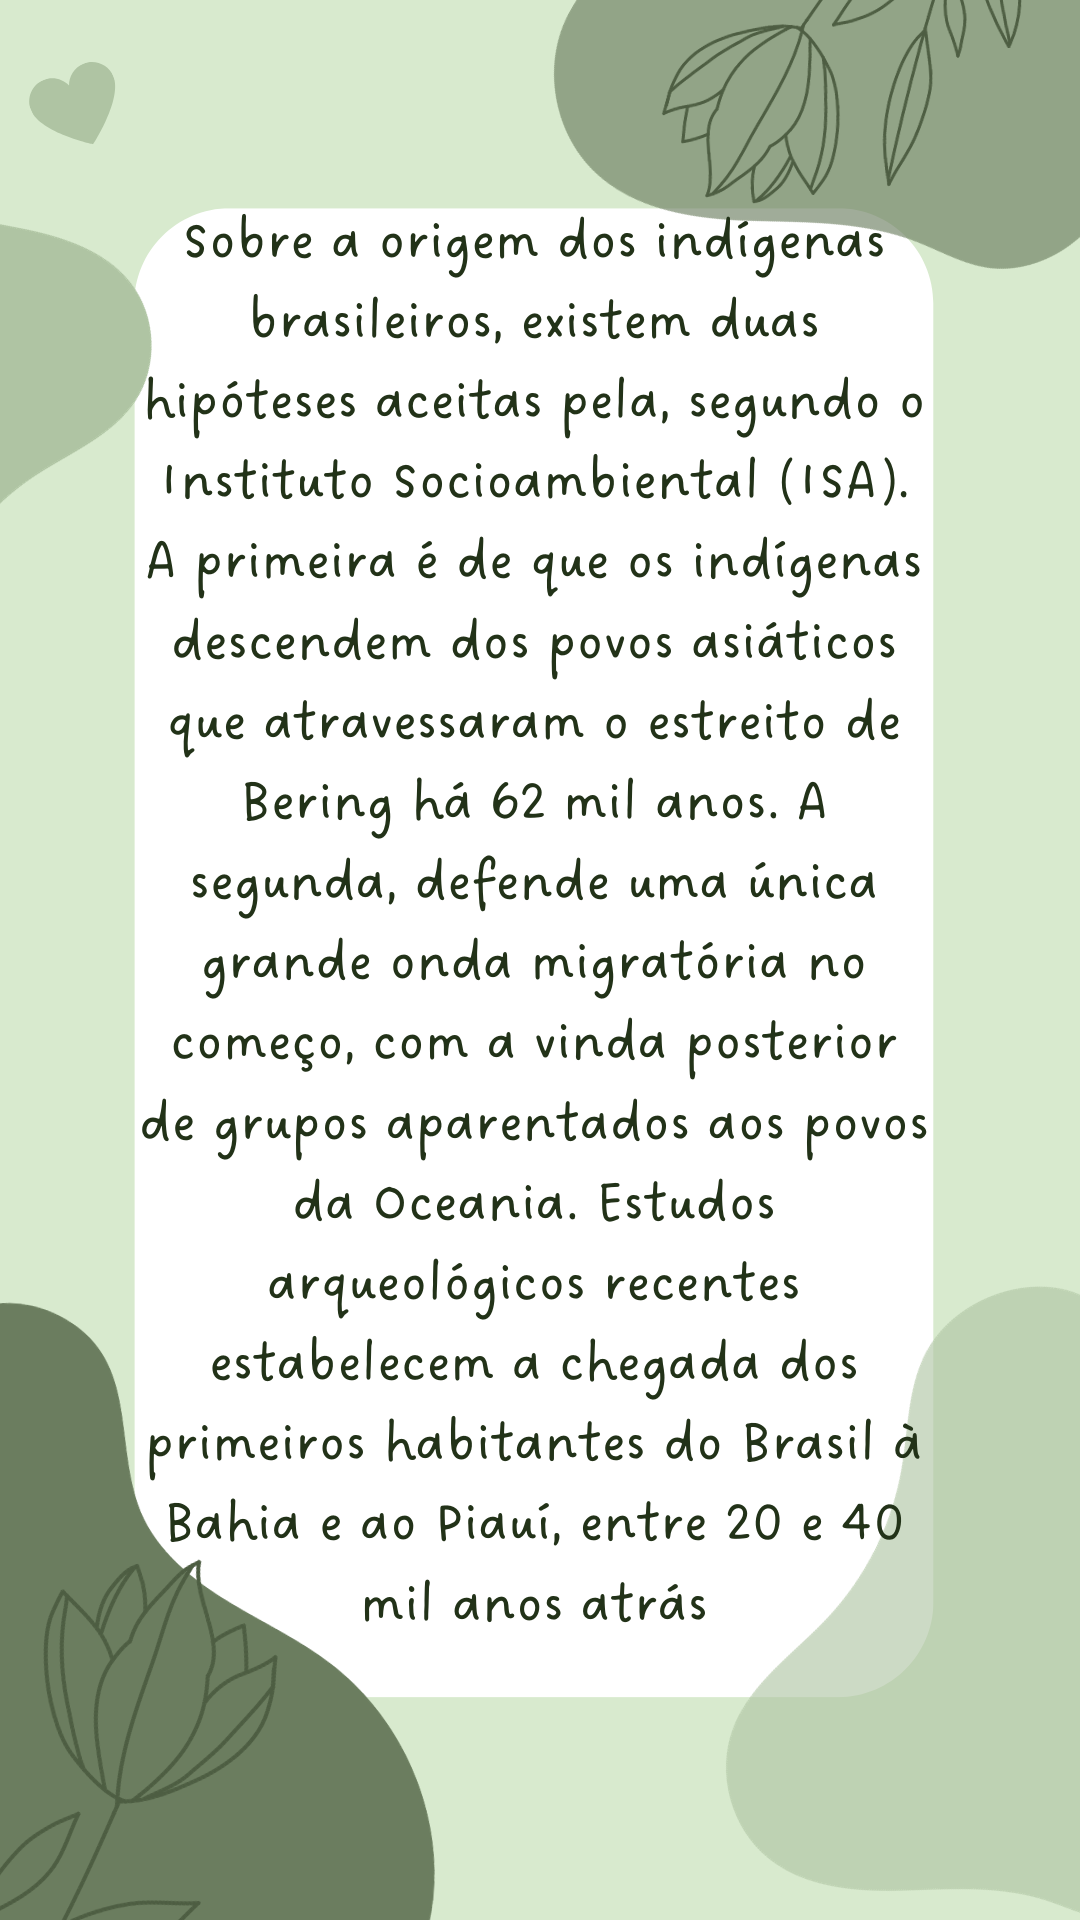 Sobre a origem dos indígenas
brasileiros, existem duas
hipóteses aceitas pela, segundo o
Instituto Socioambiental (ISA).
A primeira é de que os indígenas
descendem dos povos asiáticos
que atravessaram o estreito de
Bering há 62 mil anos. A
segunda, defende uma única
grande onda migratória no
começo, com a vinda posterior
de grupos aparentados aos povos
da Oceania. Estudos
arqueológicos recentes
estabelecem a chegada dos
primeiros habitantes do Brasil à
Bahia e ao Piauí, entre 20 e 40
mil anos atrás